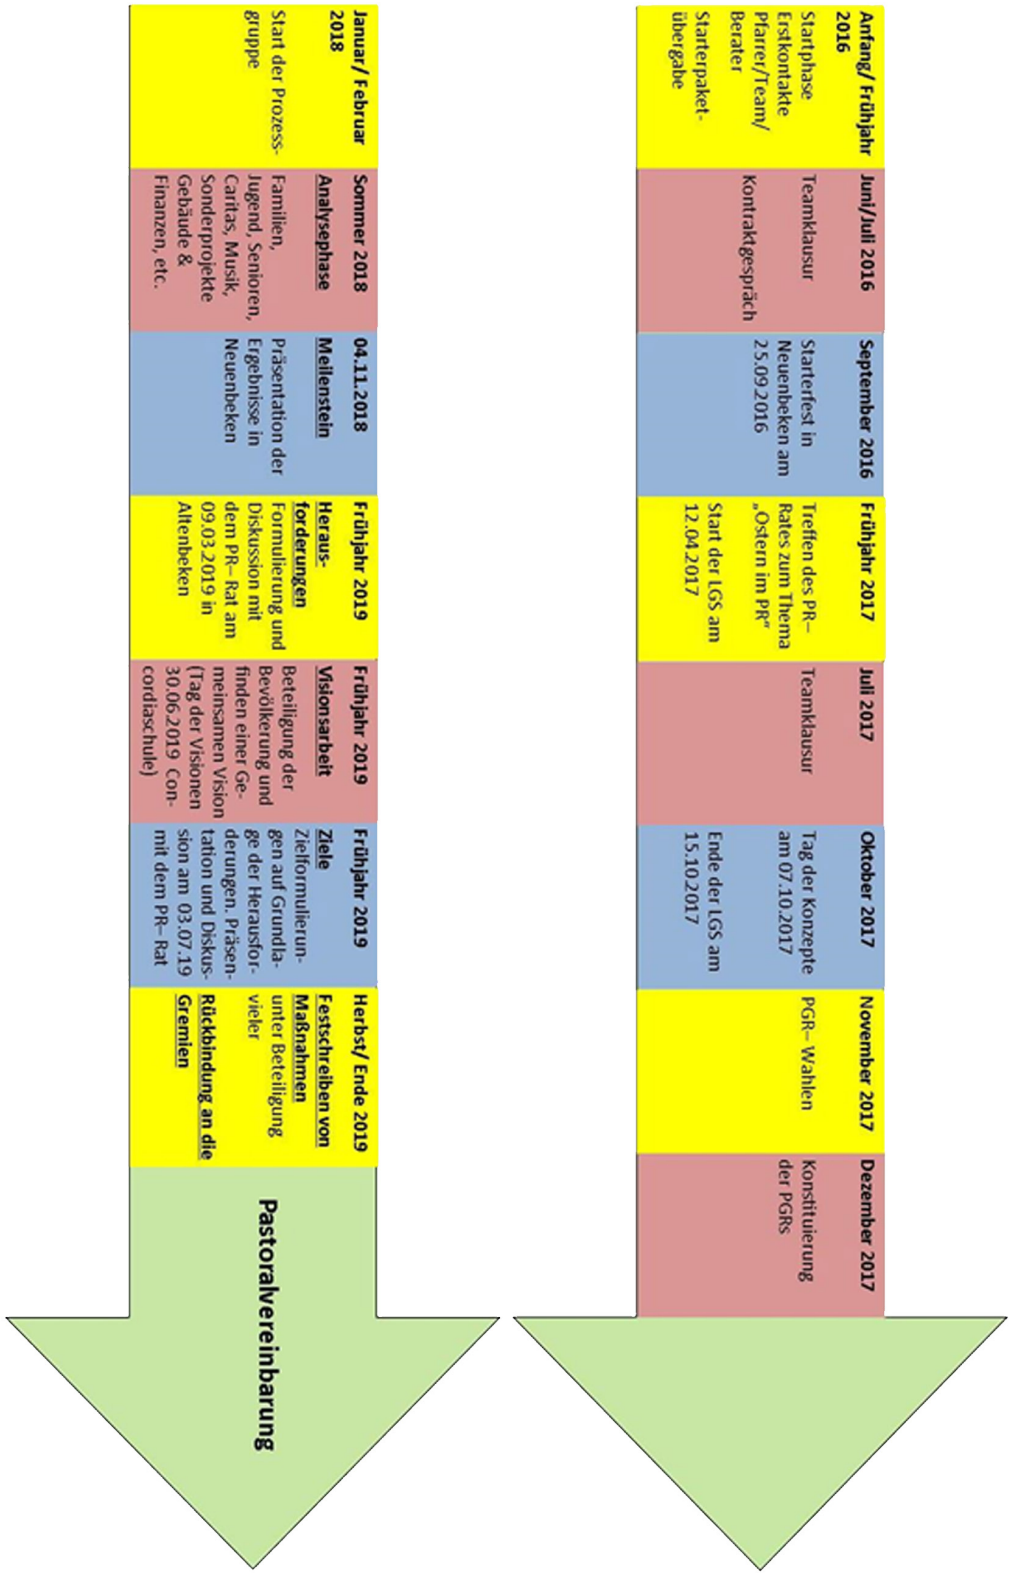 Anfang/ Frühjahr
2016
Startphase
Erstkontakte
Pfarrer/Team/
Berater
Starterpaket-
übergabe
Juni/Juli 2016
Teamklausur
Kontraktgespräch
September 2016
Starterfest in
Neuenbeken am
25.09.2016
Frühjahr 2017
Treffen des PR–
Rates zum Thema
„Ostern im PR“
Start der LGS am
12.04.2017
Juli 2017
Teamklausur
Oktober 2017
Tag der Konzepte
am 07.10.2017
Ende der LGS am
15.10.2017
November 2017
PGR– Wahlen
Dezember 2017
Konstituierung
der PGRs
Januar/ Februar
2018
Start der Prozess-
gruppe
Sommer 2018
Analysephase
Familien,
Jugend, Senioren,
Caritas, Musik,
Sonderprojekte
Gebäude &
Finanzen, etc.
04.11.2018
Meilenstein
Präsentation der
Ergebnisse in
Neuenbeken
Frühjahr 2019
Heraus-
forderungen
Formulierung und
Diskussion mit
dem PR– Rat am
09.03.2019 in
Altenbeken
Frühjahr 2019
Visionsarbeit
Beteiligung der
Bevölkerung und
finden einer Ge-
meinsamen Vision
(Tag der Visionen
30.06.2019 Con-
cordiaschule)
Frühjahr 2019
Ziele
Zielformulierun-
gen auf Grundla-
ge der Herausfor-
derungen. Präsen-
tation und Diskus-
sion am 03.07.19
mit dem PR– Rat
Herbst/ Ende 2019
Festschreiben von
Maßnahmen
unter Beteiligung
vieler
Rückbindung an die
Gremien
Pastoralvereinbarung